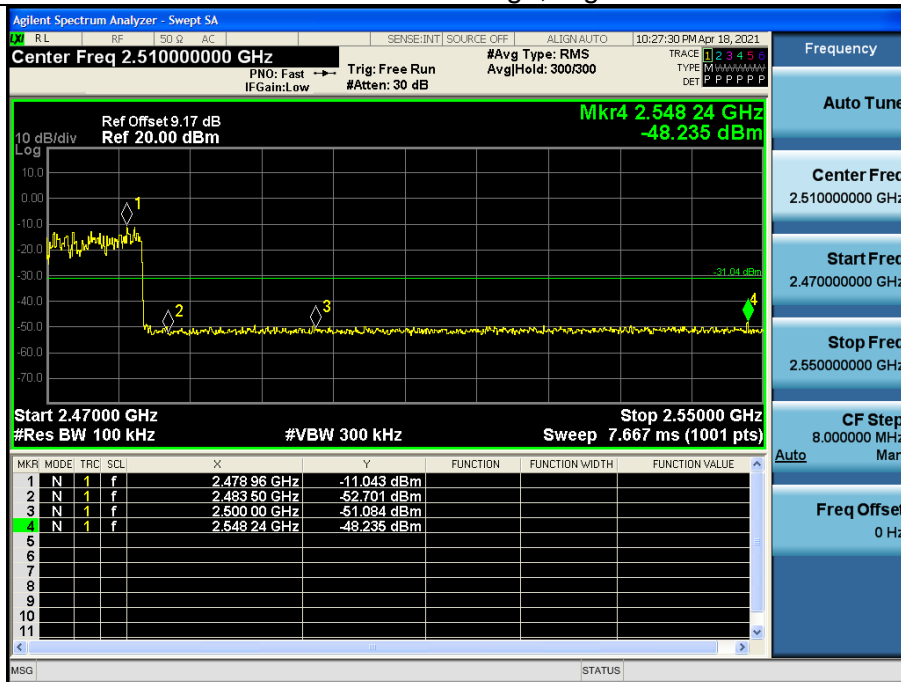 Agilent Spectrum Analyzer - Swept SA
LXI RL RF 50 Ω AC SENSE:INT SOURCE OFF ALIGN AUTO 10:27:30 PM Apr 18, 2021
Center Freq 2.510000000 GHz #Avg Type: RMS TRACE 1 2 3 4 5 6
PNO: Fast Trig: Free Run Avg|Hold: 300/300 TYPE M
IFGain:Low #Atten: 30 dB DET P P P P P P
Mkr4 2.548 24 GHz
Ref Offset 9.17 dB
10 dB/div Ref 20.00 dBm -48.235 dBm
Log
10.0
0.00
1
-10.0
-20.0
-30.0
-31.04 dBm
-40.0
2
3
4
-50.0
-60.0
-70.0
Start 2.47000 GHz Stop 2.55000 GHz
#Res BW 100 kHz #VBW 300 kHz Sweep 7.667 ms (1001 pts)
MKR MODE TRC SCL X Y FUNCTION FUNCTION WIDTH FUNCTION VALUE
1 N 1 f 2.478 96 GHz -11.043 dBm
2 N 1 f 2.483 50 GHz -52.701 dBm
3 N 1 f 2.500 00 GHz -51.084 dBm
4 N 1 f 2.548 24 GHz -48.235 dBm
5
6
7
8
9
10
11
MSG STATUS
Frequency
Auto Tune
Center Freq
2.510000000 GHz
Start Freq
2.470000000 GHz
Stop Freq
2.550000000 GHz
CF Step
8.000000 MHz
Auto Man
Freq Offset
0 Hz